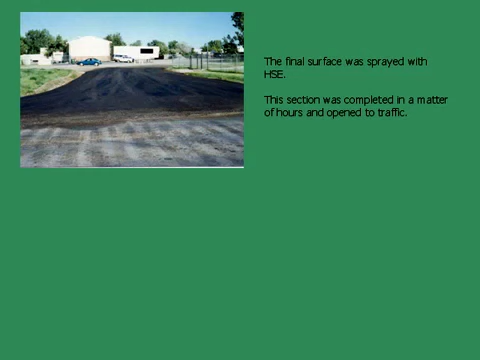 The final surface was sprayed with
HSE.
This section was completed in a matter
of hours and opened to traffic.